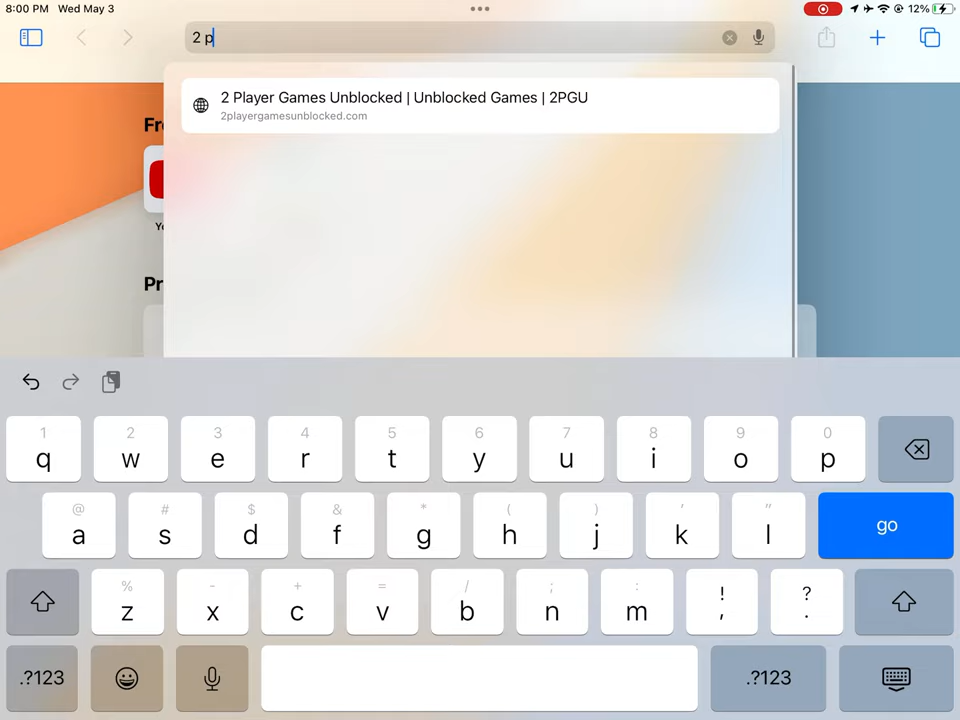 8:00 PM Wed May 3
12%
2 p
2 Player Games Unblocked | Unblocked Games | 2PGU
2playergamesunblocked.com
Fr
Y
Pr
1 2 3 4 5 6 7 8 9 0
q w e r t y u i o p
@ # $ & * ( ) ' "
a s d f g h j k l go
% - + = / ; : ! ?
z x c v b n m , .
.?123 .?123